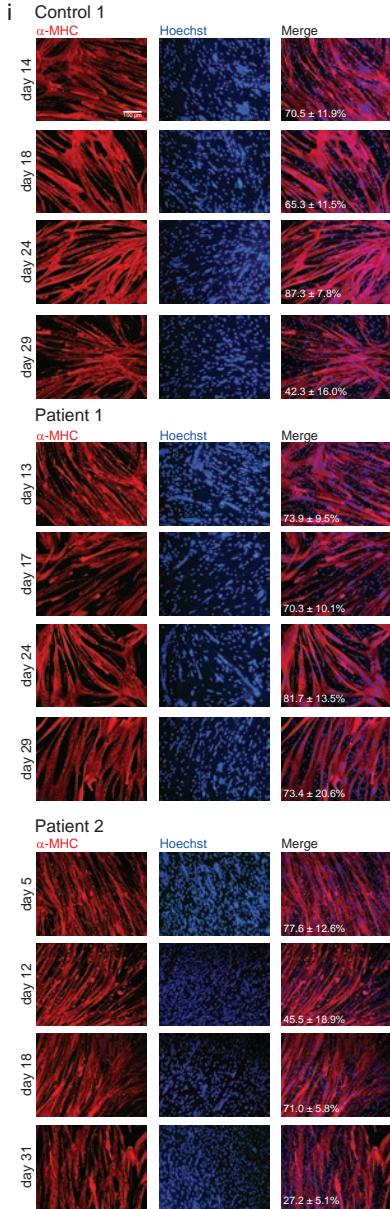 i
Control 1
α-MHC Hoechst Merge
day 14
100 μm
70.5 ± 11.9%
day 18
65.3 ± 11.5%
day 24
87.3 ± 7.8%
day 29
42.3 ± 16.0%
Patient 1
α-MHC Hoechst Merge
day 13
73.9 ± 9.5%
day 17
70.3 ± 10.1%
day 24
81.7 ± 13.5%
day 29
73.4 ± 20.6%
Patient 2
α-MHC Hoechst Merge
day 5
77.6 ± 12.6%
day 12
45.5 ± 18.9%
day 18
71.0 ± 5.8%
day 31
27.2 ± 5.1%